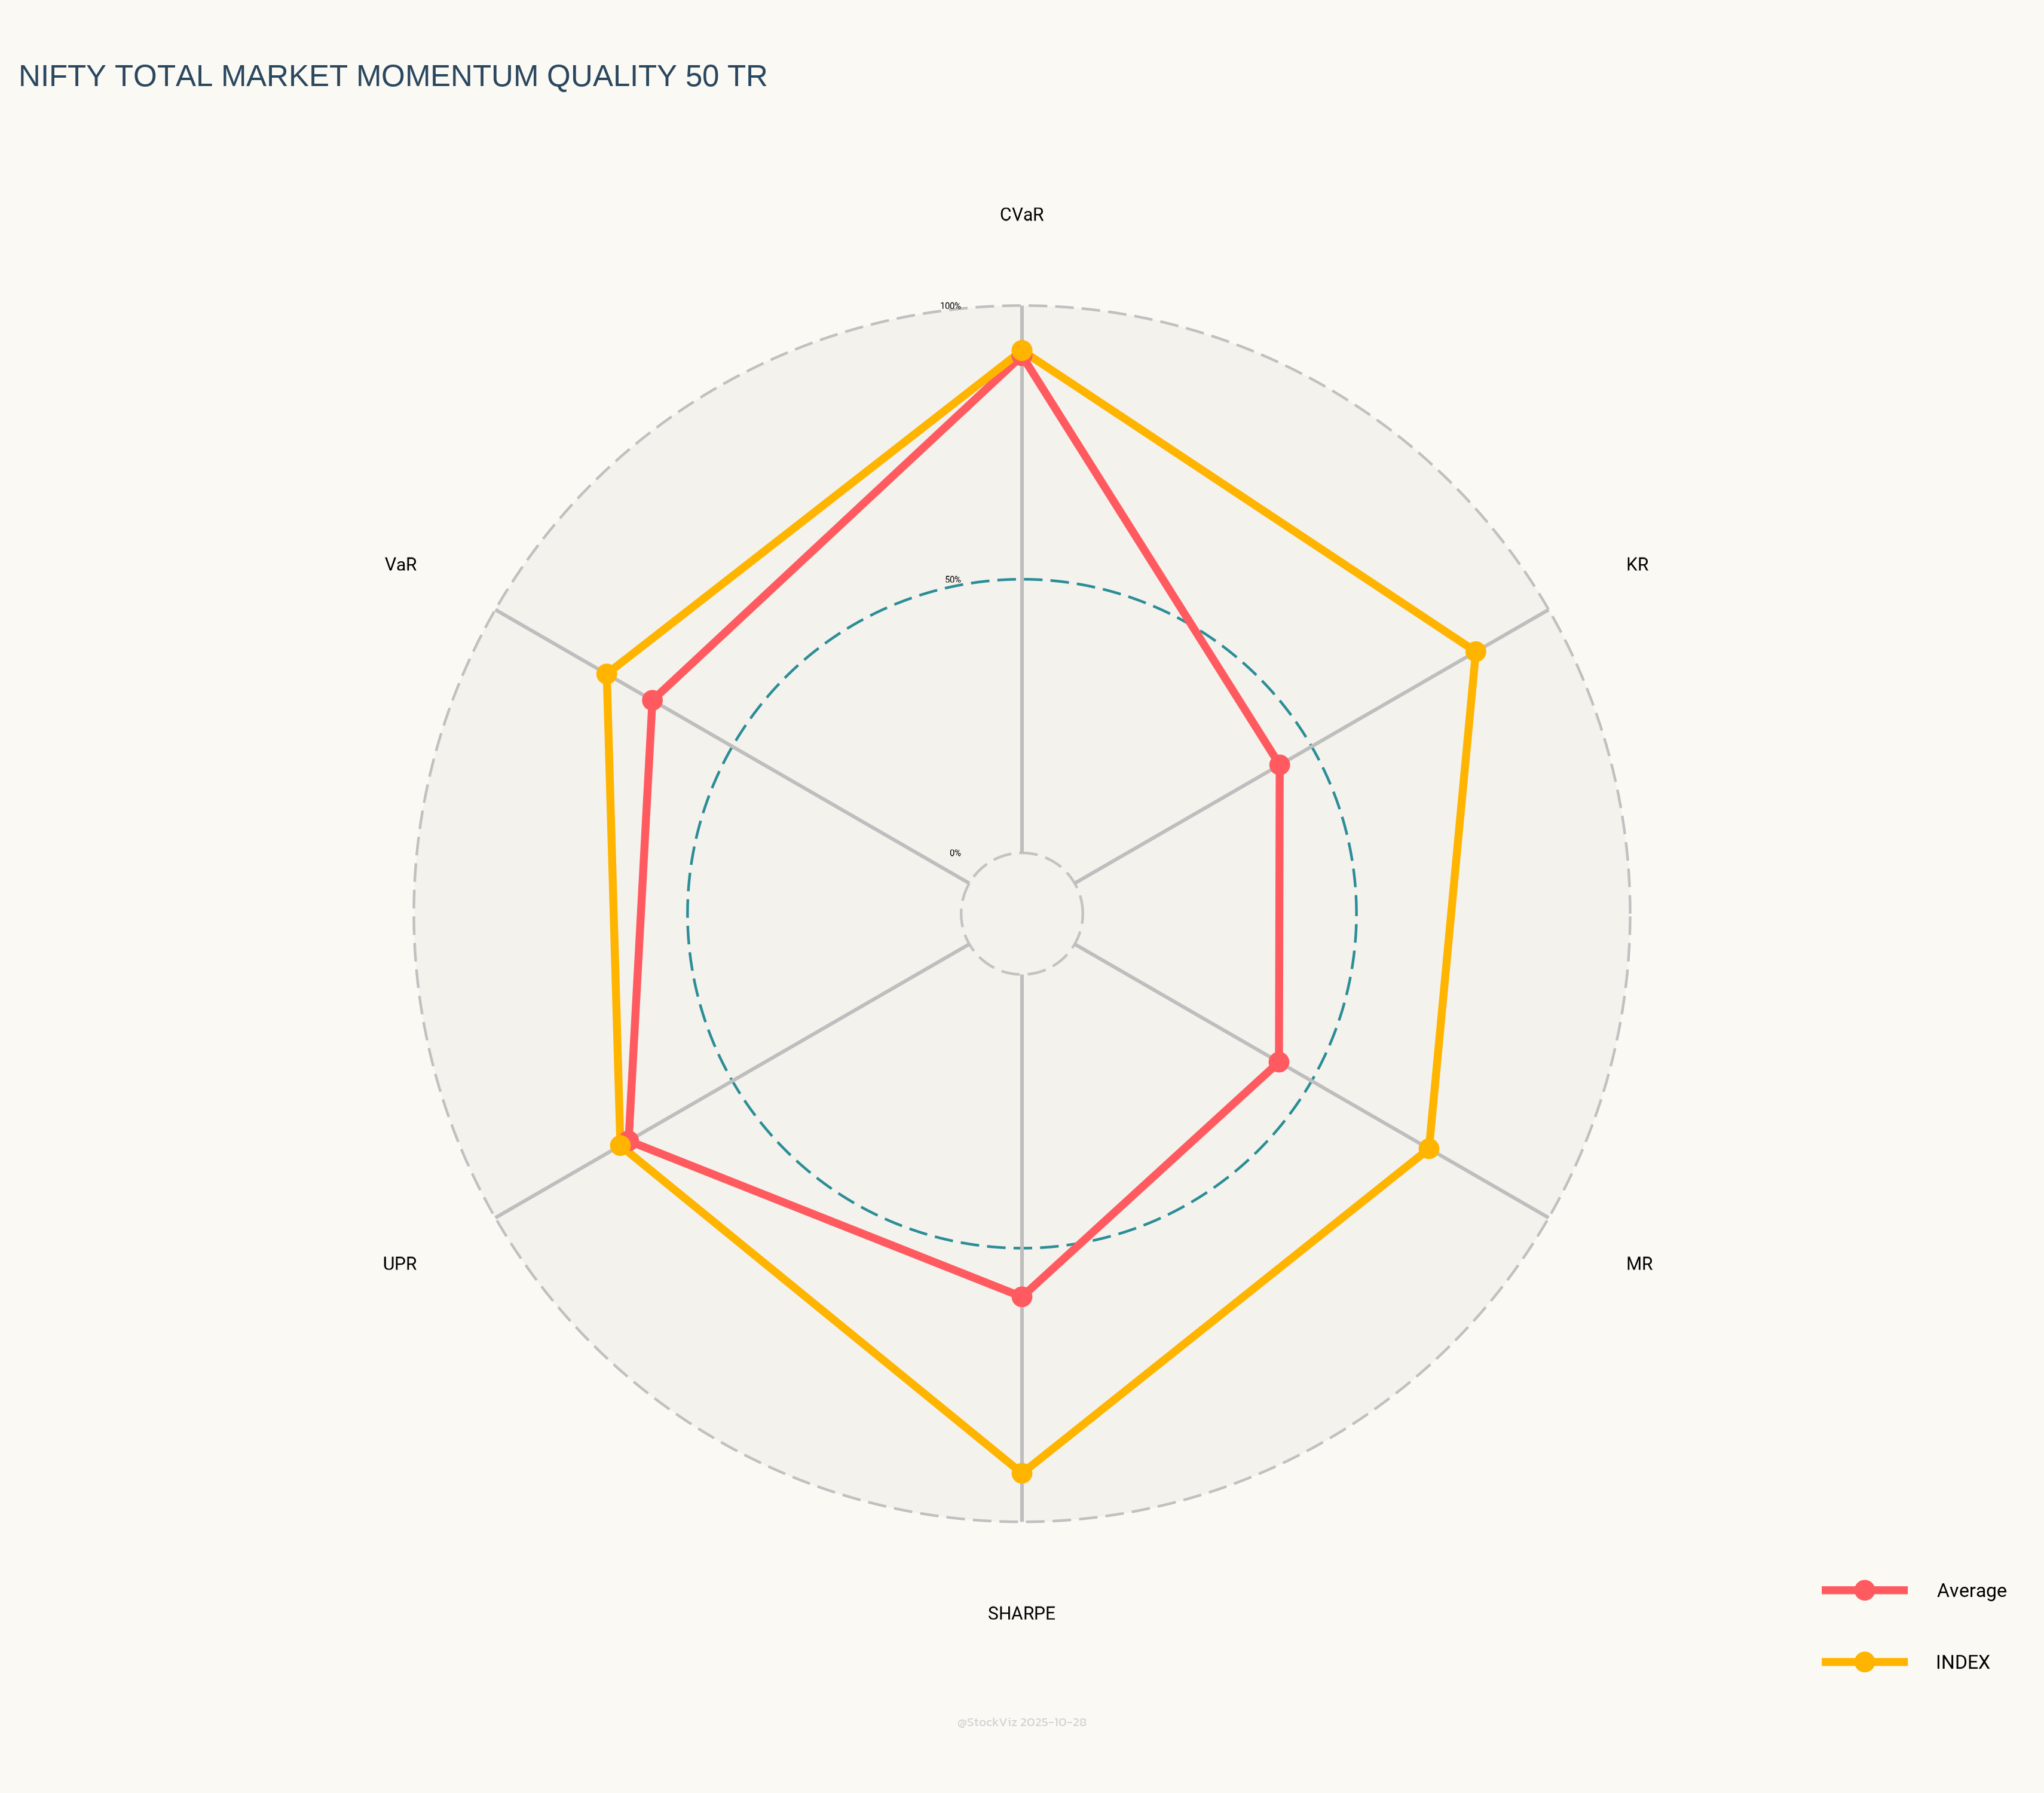 NIFTY TOTAL MARKET MOMENTUM QUALITY 50 TR
CVaR
100%
VaR
KR
50%
0%
UPR
MR
SHARPE
Average
INDEX
@StockViz 2025-10-28